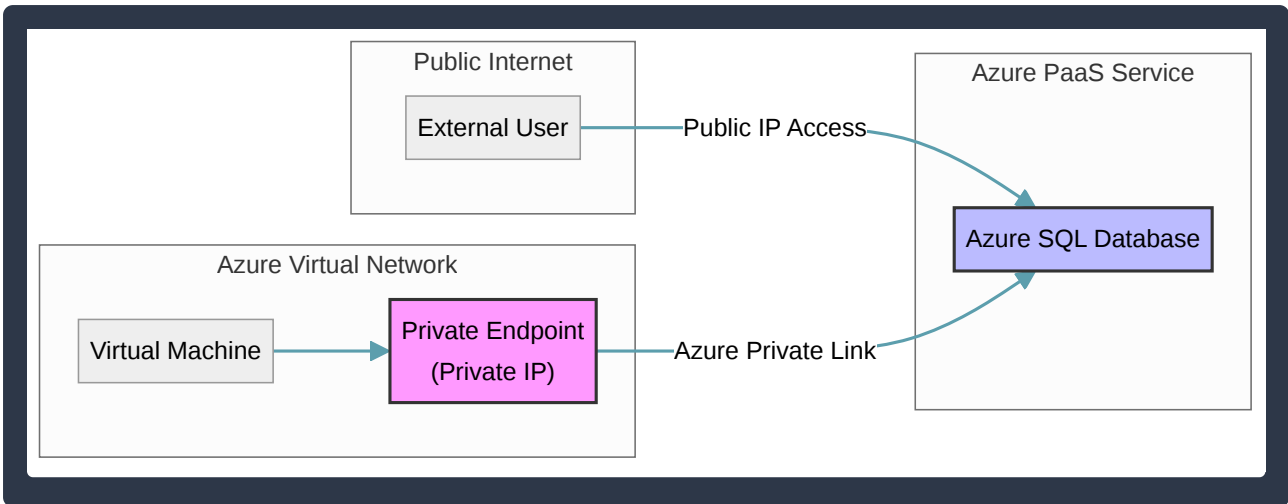 Public Internet
External User
Public IP Access
Azure PaaS Service
Azure SQL Database
Azure Virtual Network
Virtual Machine
Private Endpoint
(Private IP)
Azure Private Link